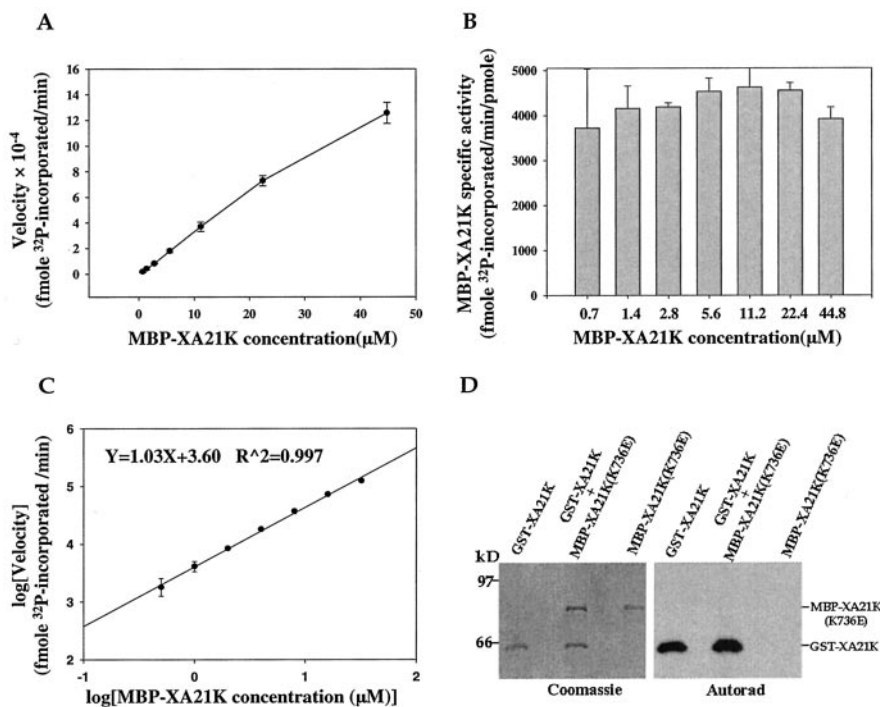 A
Velocity × 10⁻⁴
(fmole ³²P-incorporated/min)
16
14
12
10
8
6
4
2
0
0
10
20
30
40
50
MBP-XA21K concentration(µM)
B
MBP-XA21K specific activity
(fmole ³²P-incorporated/min/pmole)
5000
4000
3000
2000
1000
0
0.7
1.4
2.8
5.6
11.2
22.4
44.8
MBP-XA21K concentration(µM)
C
log[Velocity]
(fmole ³²P-incorporated /min)
6
5
4
3
2
Y=1.03X+3.60 R^2=0.997
-1
0
1
2
log[MBP-XA21K concentration (µM)]
D
GST-XA21K
GST-XA21K
+
MBP-XA21K(K736E)
MBP-XA21K(K736E)
GST-XA21K
GST-XA21K
+
MBP-XA21K(K736E)
MBP-XA21K(K736E)
kD
97
66
MBP-XA21K
(K736E)
GST-XA21K
Coomassie
Autorad